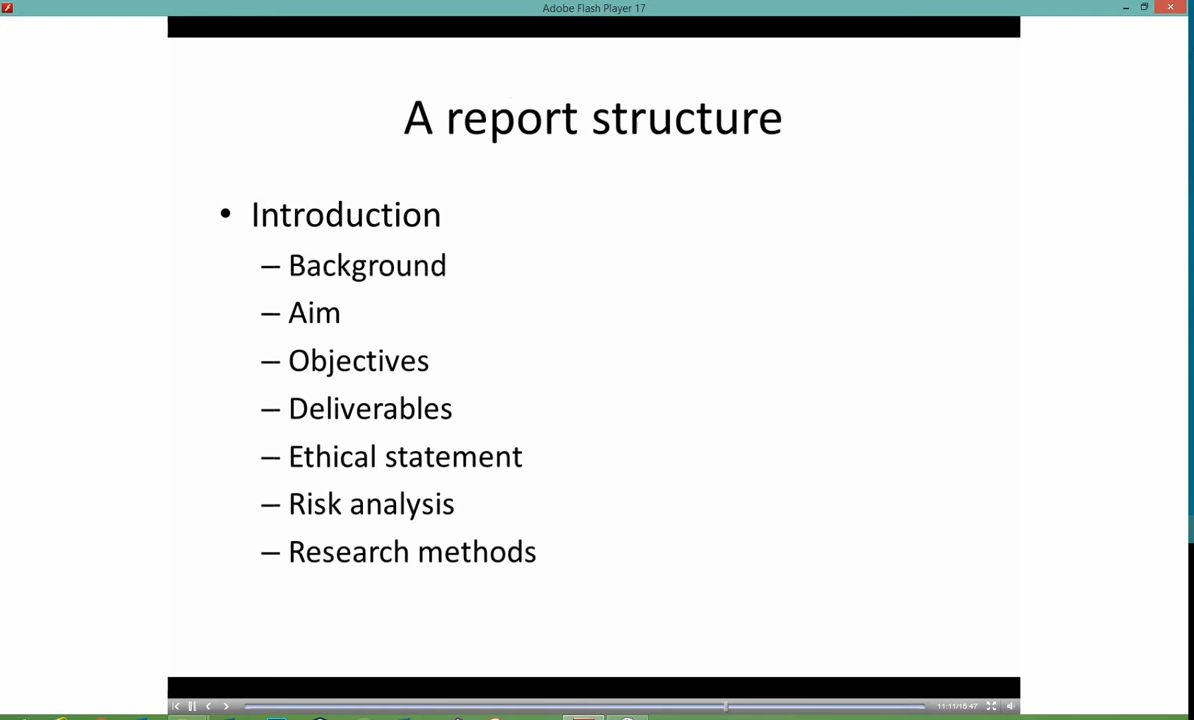 Adobe Flash Player 17
A report structure
• Introduction
– Background
– Aim
– Objectives
– Deliverables
– Ethical statement
– Risk analysis
– Research methods
11:11/15:47